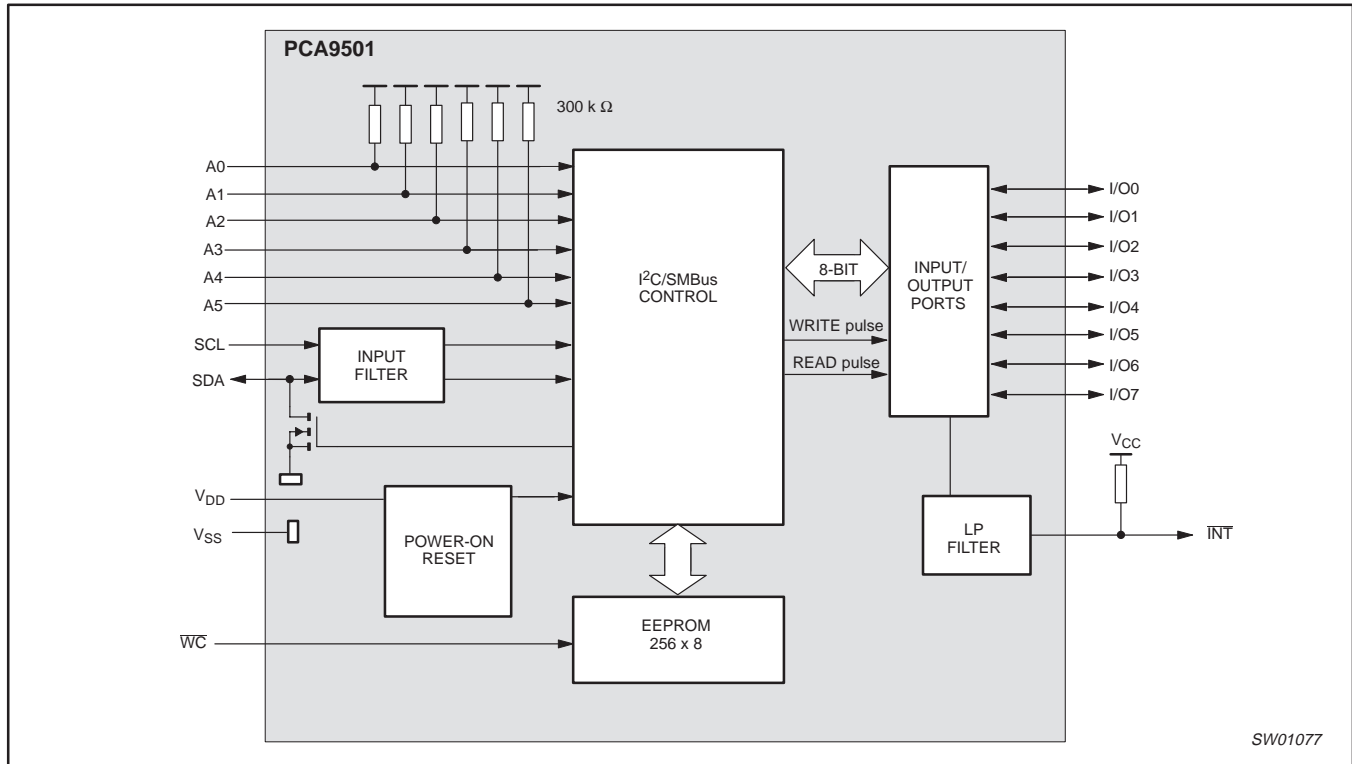 PCA9501
300 k Ω
A0
A1
A2
A3
A4
A5
SCL
SDA
VDD
VSS
WC
INPUT
FILTER
POWER-ON
RESET
I2C/SMBus
CONTROL
EEPROM
256 x 8
8-BIT
WRITE pulse
READ pulse
INPUT/
OUTPUT
PORTS
I/O0
I/O1
I/O2
I/O3
I/O4
I/O5
I/O6
I/O7
VCC
LP
FILTER
INT
SW01077